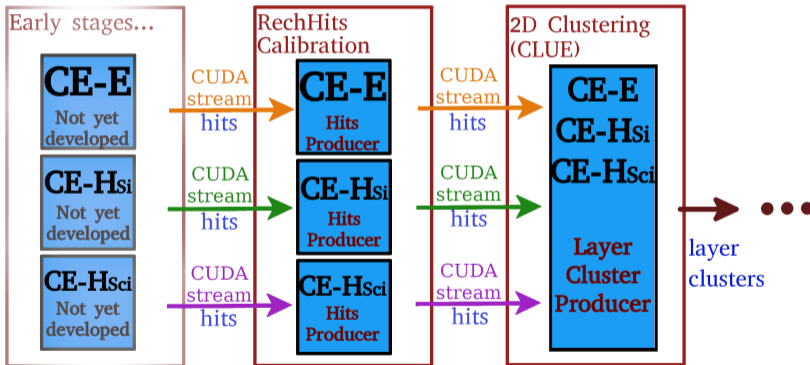 Early stages...
CE-E
Not yet
developed
CE-HSi
Not yet
developed
CE-HSci
Not yet
developed
CUDA
stream
hits
CUDA
stream
hits
CUDA
stream
hits
RechHits
Calibration
CE-E
Hits
Producer
CE-HSi
Hits
Producer
CE-HSci
Hits
Producer
CUDA
stream
hits
CUDA
stream
hits
CUDA
stream
hits
2D Clustering
(CLUE)
CE-E
CE-HSi
CE-HSci
Layer
Cluster
Producer
layer
clusters